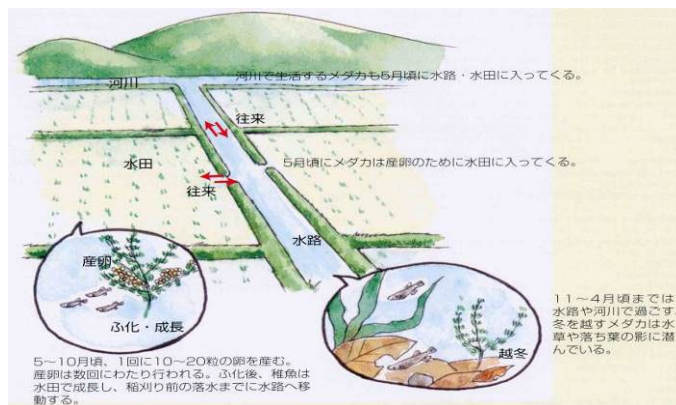 河川
河川で生活するメダカも5月頃に水路・水田に入ってくる。
往来
水田
5月頃にメダカは産卵のために水田に入ってくる。
往来
水路
産卵
ふ化・成長
越冬
11〜4月頃までは
水路や河川で過ごす。
冬を越すメダカは水
草や落ち葉の影に潜
んでいる。
5〜10月頃、1回に10〜20粒の卵を産む。
産卵は数回にわたり行われる。ふ化後、稚魚は
水田で成長し、稲刈り前の落水までに水路へ移
動する。